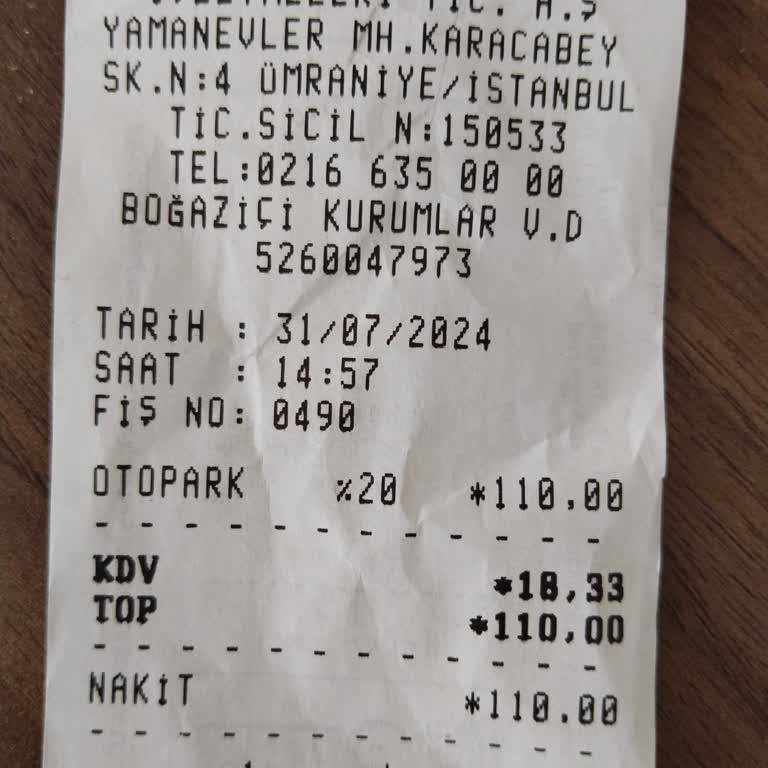 TİC. A.Ş
YAMANEVLER MH.KARACABEY
SK.N:4 ÜMRANİYE/İSTANBUL
TİC.SİCİL N:150533
TEL:0216 635 00 00
BOĞAZİÇİ KURUMLAR V.D
5260047973
TARİH : 31/07/2024
SAAT : 14:57
FİŞ NO: 0490
OTOPARK %20 *110,00
KDV *18,33
TOP *110,00
NAKİT *110.00